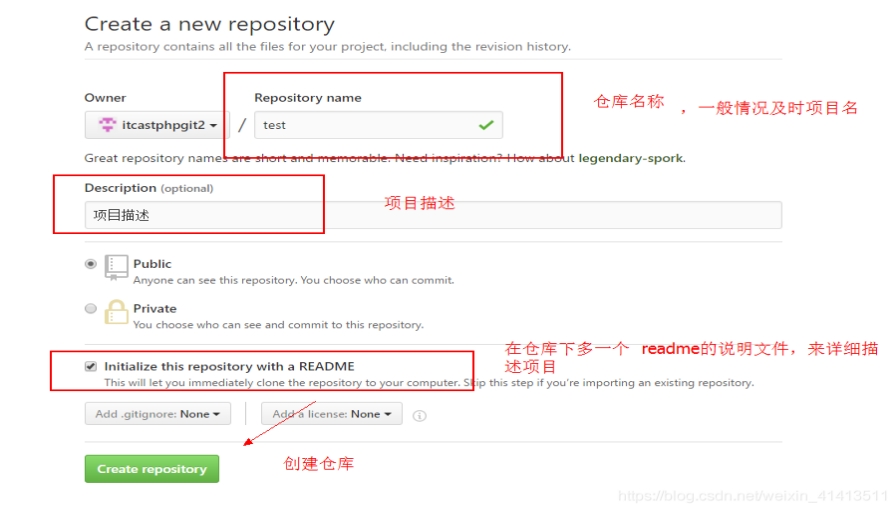 Create a new repository
A repository contains all the files for your project, including the revision history.
Owner
Repository name
仓库名称 ，一般情况及时项目名
itcastphpgit2 / test
Great repository names are short and memorable. Need inspiration? How about legendary-spork.
Description (optional)
项目描述
项目描述
Public
Anyone can see this repository. You choose who can commit.
Private
You choose who can see and commit to this repository.
在仓库下多一个 readme的说明文件，来详细描
述项目
Initialize this repository with a README
This will let you immediately clone the repository to your computer. Skip this step if you're importing an existing repository.
Add .gitignore: None
Add a license: None
创建仓库
Create repository
https://blog.csdn.net/weixin_41413511